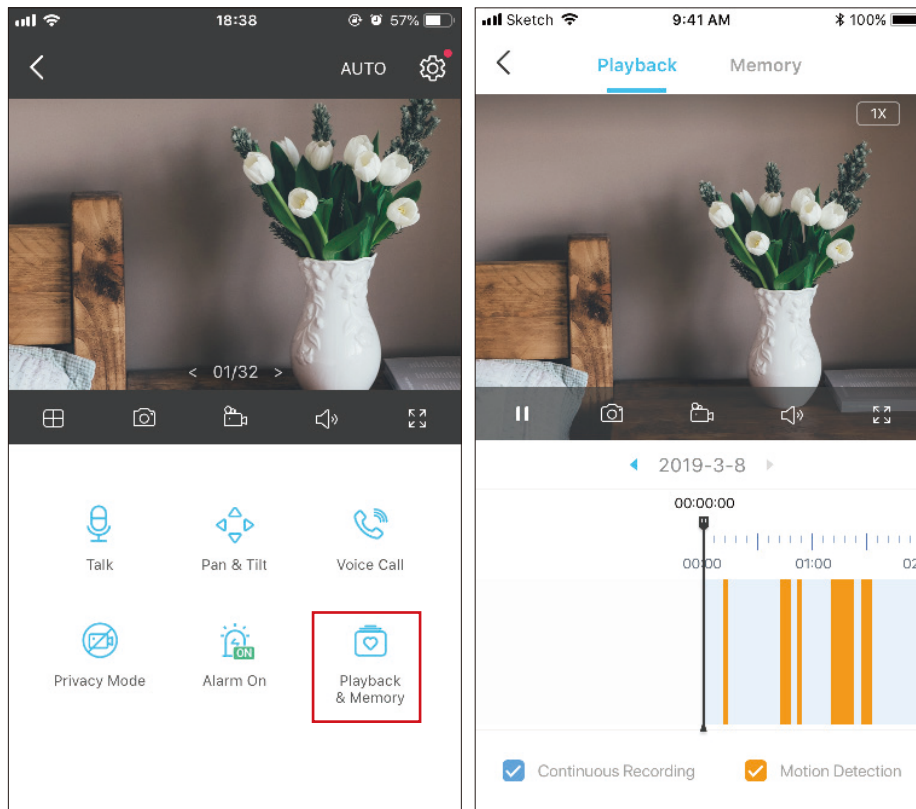 18:38
57%
AUTO
< 01/32 >
Talk
Pan & Tilt
Voice Call
Privacy Mode
ON
Alarm On
Playback
& Memory
Sketch
9:41 AM
100%
Playback
Memory
1X
2019-3-8
00:00:00
00:00
01:00
02
Continuous Recording
Motion Detection